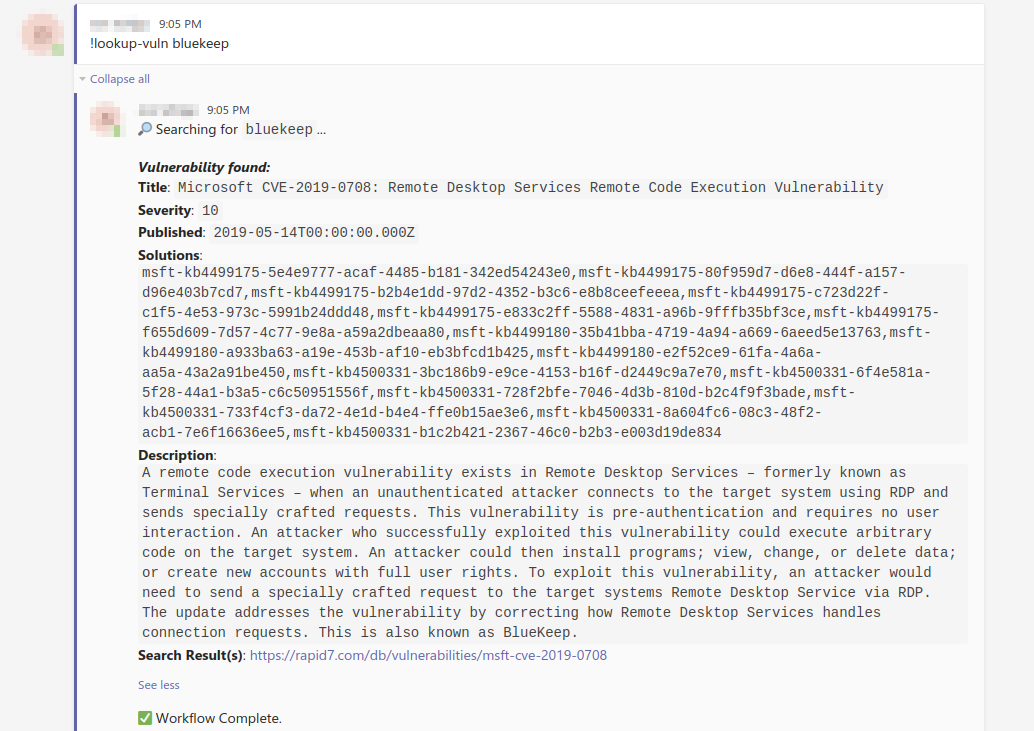 9:05 PM
!lookup-vuln bluekeep
Collapse all
9:05 PM
Searching for bluekeep ...
Vulnerability found:
Title: Microsoft CVE-2019-0708: Remote Desktop Services Remote Code Execution Vulnerability
Severity: 10
Published: 2019-05-14T00:00:00.000Z
Solutions:
msft-kb4499175-5e4e9777-acaf-4485-b181-342ed54243e0,msft-kb4499175-80f959d7-d6e8-444f-a157-
d96e403b7cd7,msft-kb4499175-b2b4e1dd-97d2-4352-b3c6-e8b8ceefeeea,msft-kb4499175-c723d22f-
c1f5-4e53-973c-5991b24ddd48,msft-kb4499175-e833c2ff-5588-4831-a96b-9fffb35bf3ce,msft-kb4499175-
f655d609-7d57-4c77-9e8a-a59a2dbeaa80,msft-kb4499180-35b41bba-4719-4a94-a669-6aeed5e13763,msft-
kb4499180-a933ba63-a19e-453b-af10-eb3bfcd1b425,msft-kb4499180-e2f52ce9-61fa-4a6a-
aa5a-43a2a91be450,msft-kb4500331-3bc186b9-e9ce-4153-b16f-d2449c9a7e70,msft-kb4500331-6f4e581a-
5f28-44a1-b3a5-c6c50951556f,msft-kb4500331-728f2bfe-7046-4d3b-810d-b2c4f9f3bade,msft-
kb4500331-733f4cf3-da72-4e1d-b4e4-ffe0b15ae3e6,msft-kb4500331-8a604fc6-08c3-48f2-
acb1-7e6f16636ee5,msft-kb4500331-b1c2b421-2367-46c0-b2b3-e003d19de834
Description:
A remote code execution vulnerability exists in Remote Desktop Services – formerly known as
Terminal Services – when an unauthenticated attacker connects to the target system using RDP and
sends specially crafted requests. This vulnerability is pre-authentication and requires no user
interaction. An attacker who successfully exploited this vulnerability could execute arbitrary
code on the target system. An attacker could then install programs; view, change, or delete data;
or create new accounts with full user rights. To exploit this vulnerability, an attacker would
need to send a specially crafted request to the target systems Remote Desktop Service via RDP.
The update addresses the vulnerability by correcting how Remote Desktop Services handles
connection requests. This is also known as BlueKeep.
Search Result(s): https://rapid7.com/db/vulnerabilities/msft-cve-2019-0708
See less
Workflow Complete.